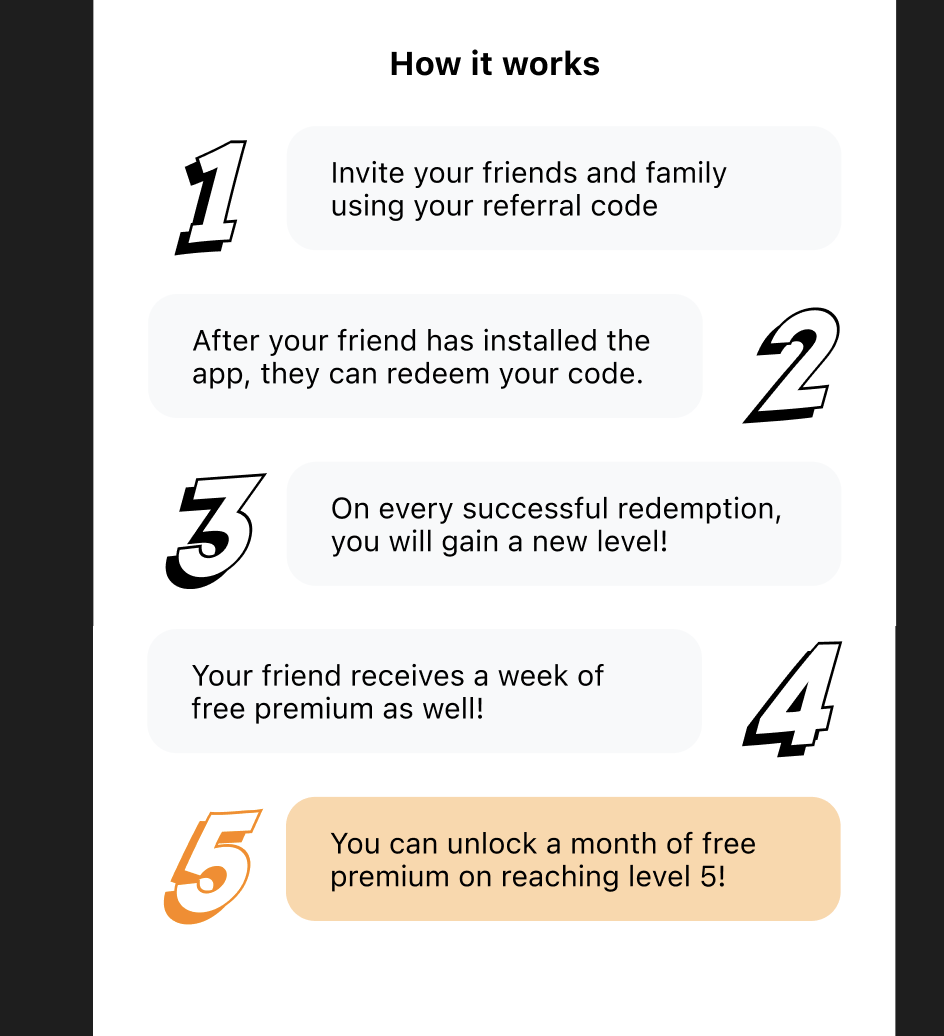 How it works
1
Invite your friends and family
using your referral code
After your friend has installed the
app, they can redeem your code.
2
3
On every successful redemption,
you will gain a new level!
Your friend receives a week of
free premium as well!
4
5
You can unlock a month of free
premium on reaching level 5!